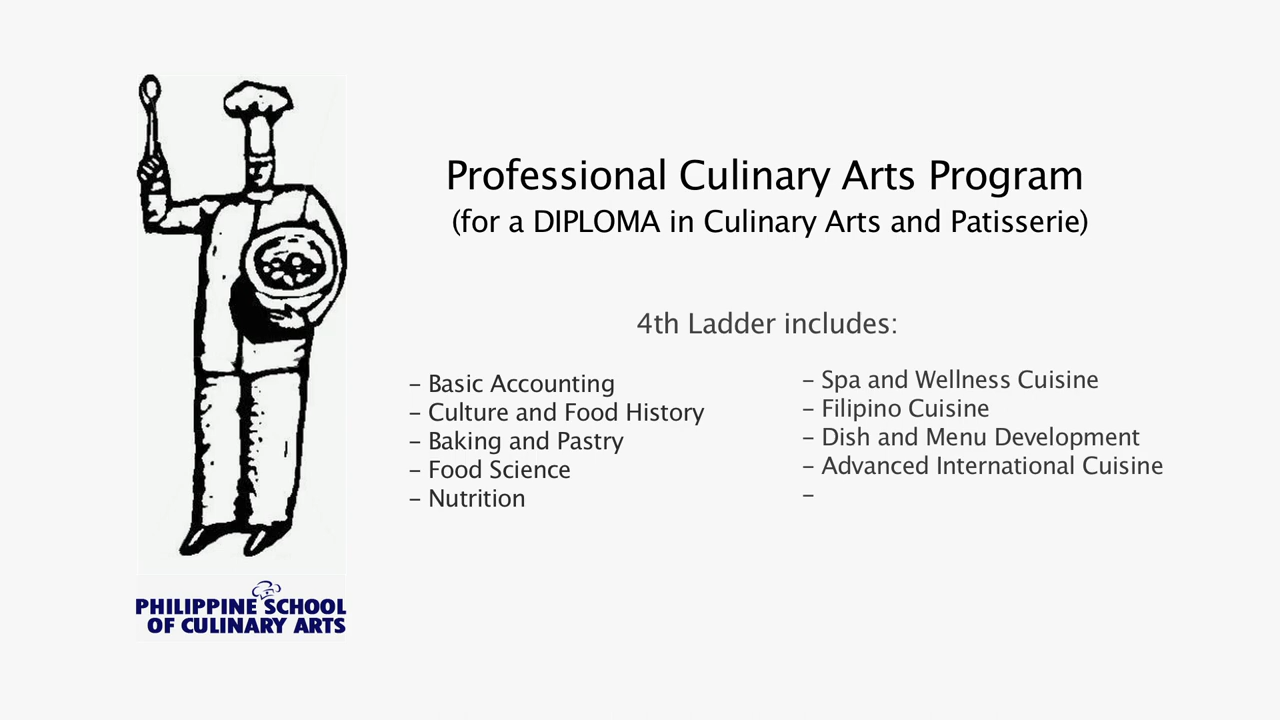 Professional Culinary Arts Program
(for a DIPLOMA in Culinary Arts and Patisserie)
4th Ladder includes:
– Basic Accounting
– Culture and Food History
– Baking and Pastry
– Food Science
– Nutrition
– Spa and Wellness Cuisine
– Filipino Cuisine
– Dish and Menu Development
– Advanced International Cuisine
–
PHILIPPINE SCHOOL
OF CULINARY ARTS